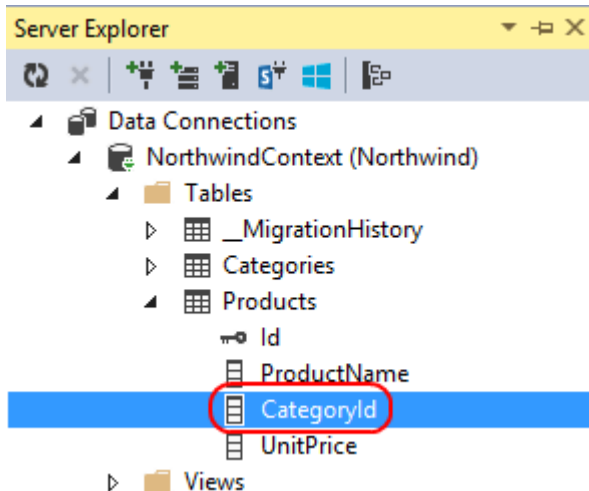 Server Explorer
Data Connections
NorthwindContext (Northwind)
Tables
__MigrationHistory
Categories
Products
Id
ProductName
CategoryId
UnitPrice
Views